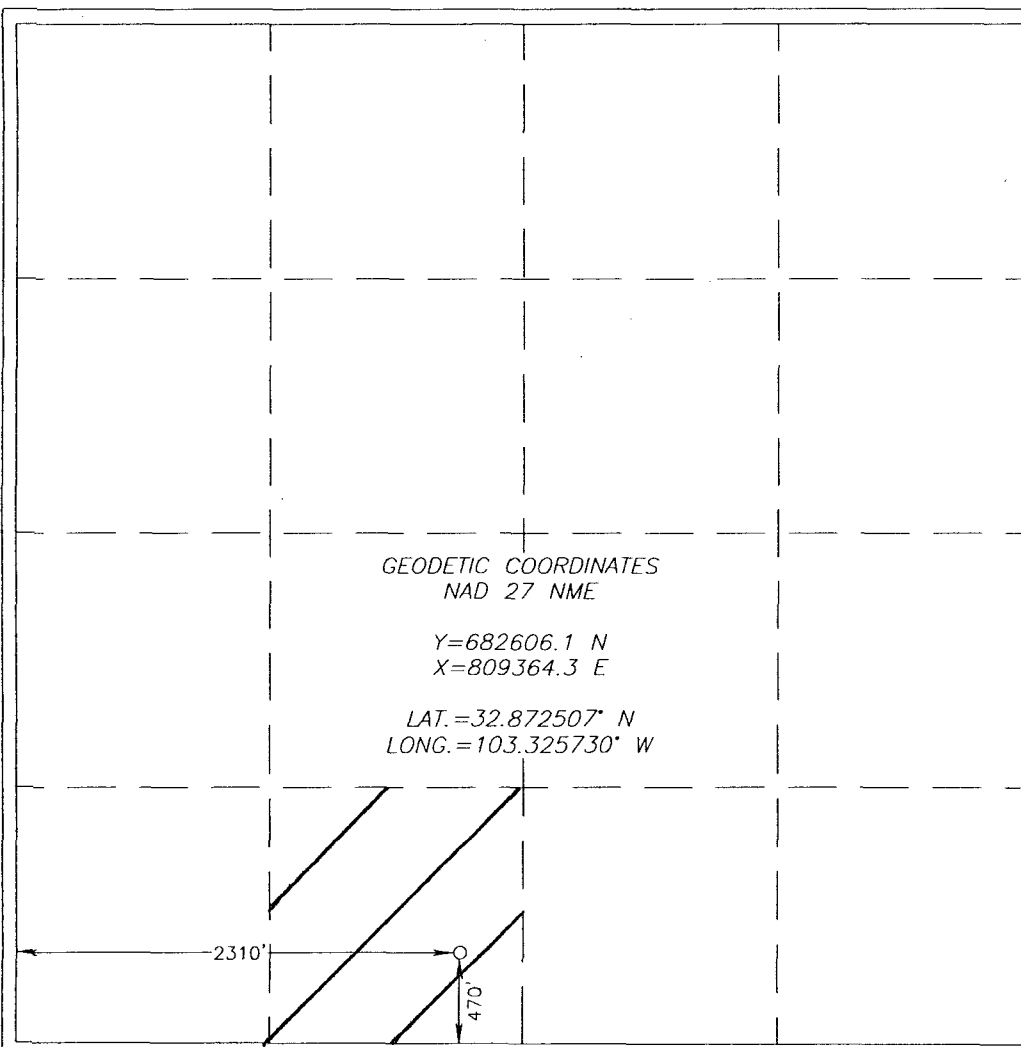 GEODETIC COORDINATES
NAD 27 NME
Y=682606.1 N
X=809364.3 E
LAT.=32.872507° N
LONG.=103.325730° W
2310'
470'